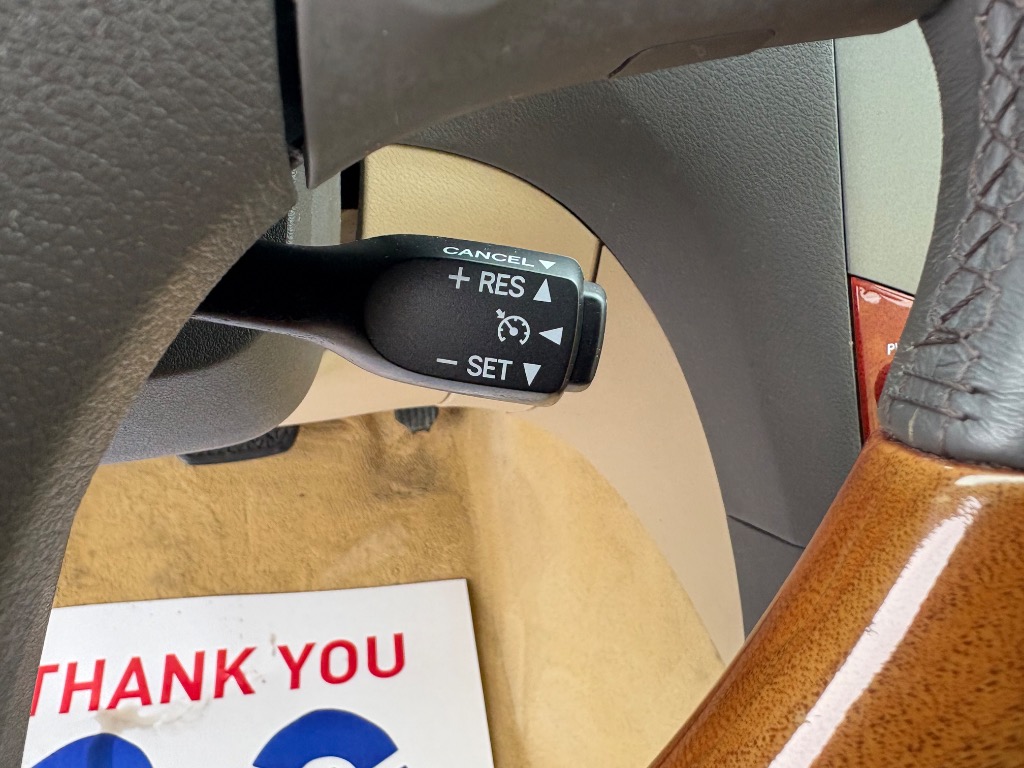 CANCEL ▼
+ RES ▲
◀
− SET ▼
THANK YOU